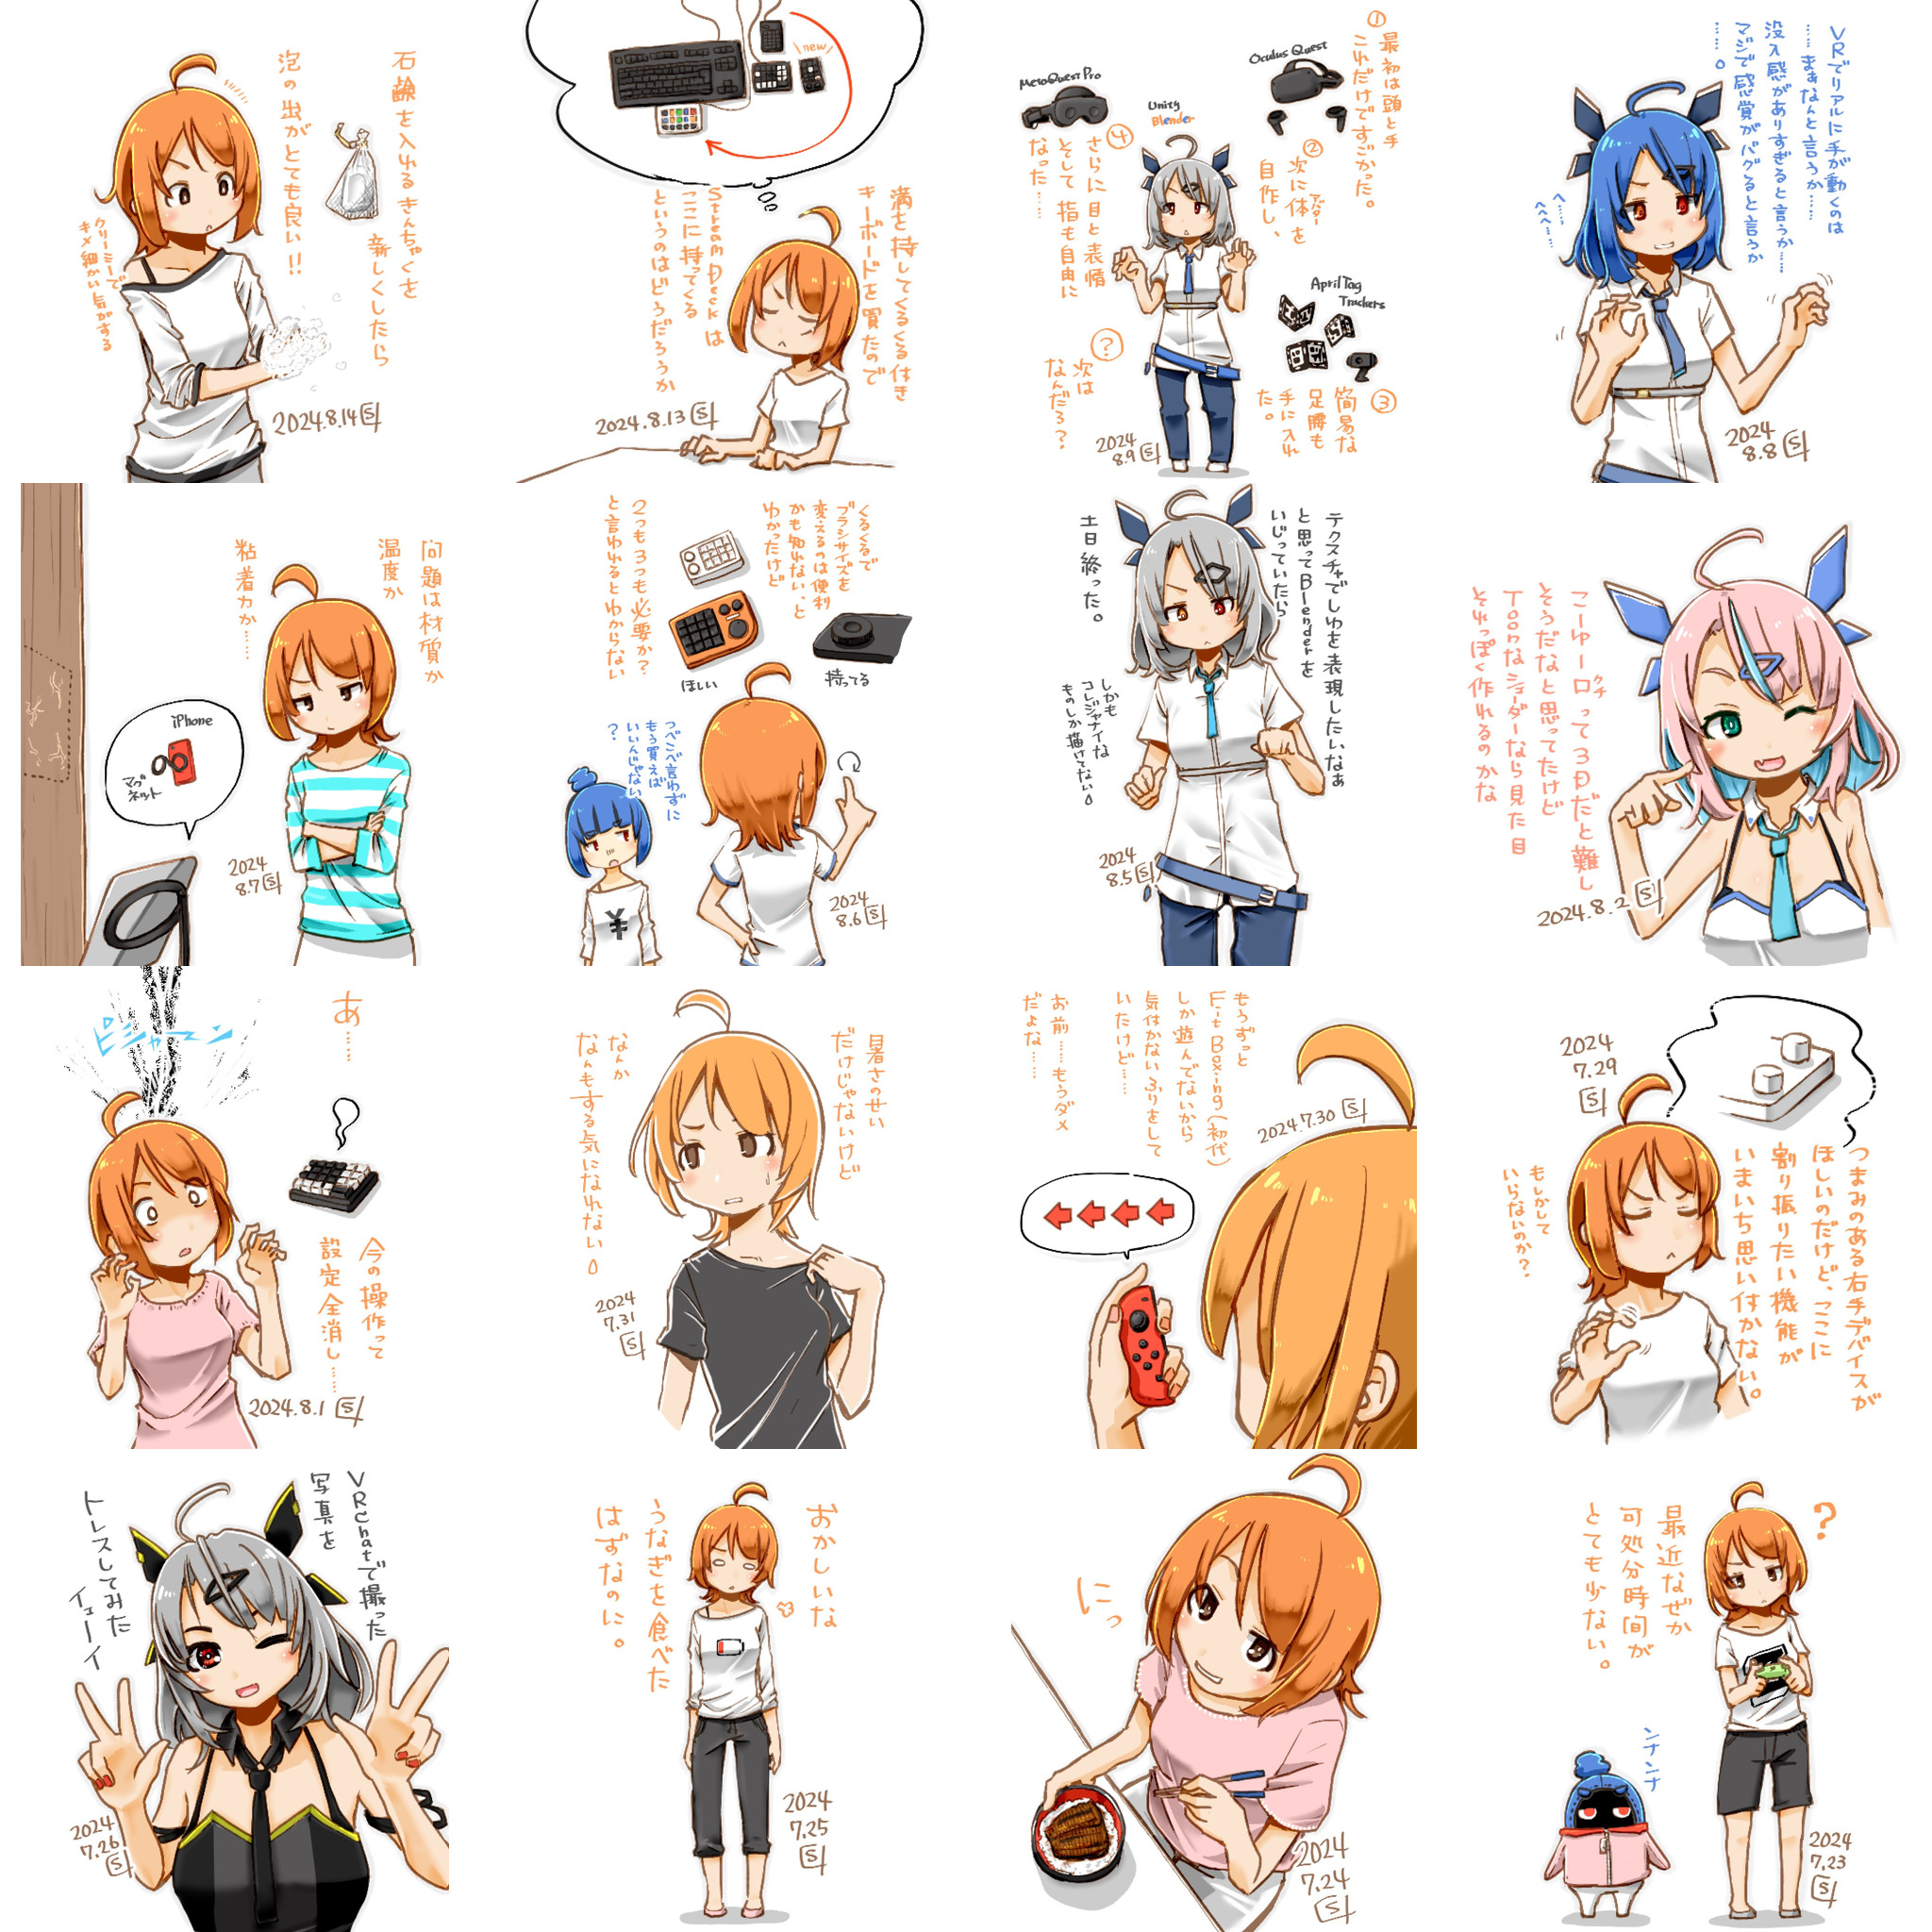 石鹸を入れるきんちゃくを
新しくしたら
泡の出がとても良い!!
クリーミーで
キメ細かい気がする
2024.8.14 S
new
満を持してくるくる付き
キーボードを買ったので
Stream Deckは
ここに持ってくる
というのはどうだろうか
2024.8.13 S
①
最初は頭と手
これだけですごかった。
Oculus Quest
②
次に体を
アバター
自作し、
Unity
Blender
③
簡易な
足腰も
手に入れ
た。
AprilTag
Trackers
④
さらに目と表情
そして指も自由に
なった……
MetaQuest Pro
?
次は
なんだろ?
2024
8.9 S
VRでリアルに手が動くのは
……まぁなんと言うか……
没入感がありすぎると言うか……
マジで感覚がバグると言うか
……。
へ……
へへへ……
2024
8.8 S
問題は材質か
温度か
粘着力か……
iPhone
マグ
ネット
2024
8.7 S
くるくるで
ブラシサイズを
変えるのは便利
かも知れない、と
わかったけど
2つも3つも必要か?
と言われるとわからない
ほしい
持ってる
つべこべ言わずに
もう買えば
いいんじゃない
?
¥
2024
8.6 S
テクスチャでしわを表現したいなぁ
と思ってBlenderを
いじっていたら
土日終った。
しかも
コレジャナイな
ものしか描けてない。
2024
8.5 S
こーゆー口って3Dだと難し
クチ
そうだなと思ってたけど
Toonなシェーダーなら見た目
それっぽく作れるのかな
2024.8.2 S
あ……
ピシャーーン
今の操作って
設定全消し……
2024.8.1 S
暑さのせい
だけじゃないけど
なんか
なんもする気になれない。
2024
7.31
S
もうずっと
Fit Boxing(初代)
しか遊んでないから
気付かないふりをして
いたけど……
お前……もうダメ
だよな……
2024.7.30 S
2024
7.29
S
つまみのある右手デバイスが
ほしいのだけど、ここに
割り振りたい機能が
いまいち思い付かない。
もしかして
いらないのか?
VRChatで撮った
写真を
トレスしてみた
イェーイ
2024
7.26
S
おかしいな
うなぎを食べた
はずなのに。
2024
7.25
S
にっ
2024
7.24
S
?
最近なぜか
可処分時間が
とても少ない。
ンナンナ
2024
7.23
S